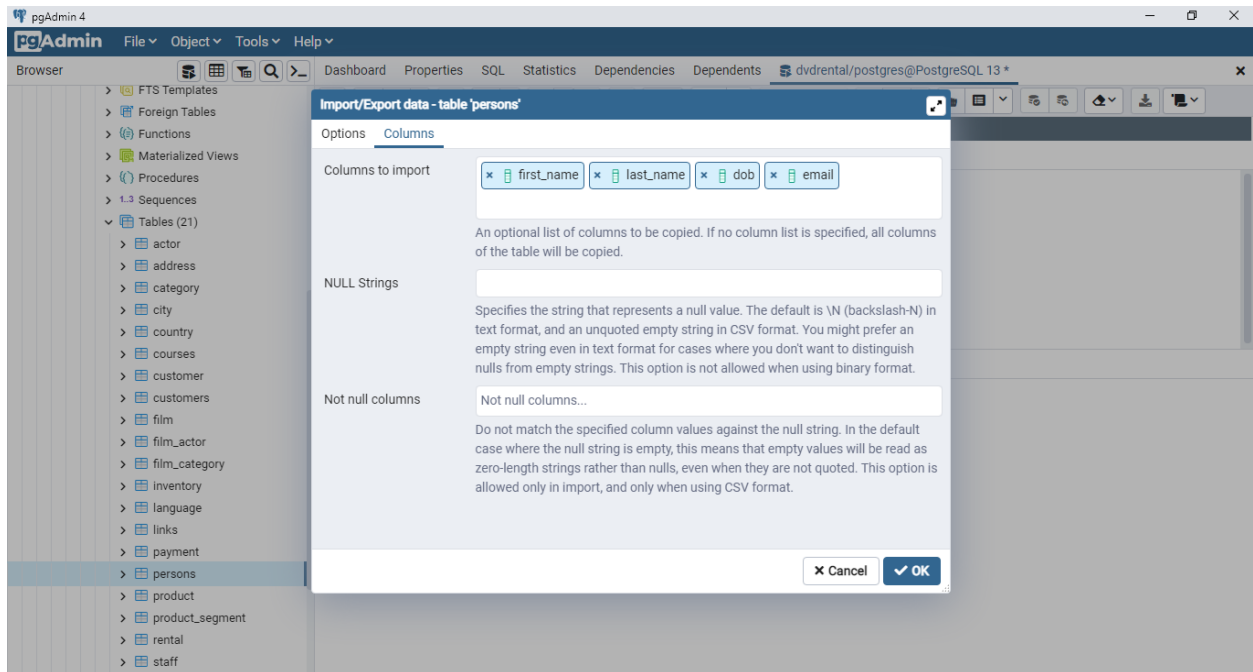 pgAdmin 4
pgAdmin File Object Tools Help
Browser
Dashboard Properties SQL Statistics Dependencies Dependents dvdrental/postgres@PostgreSQL 13 *
FTS Templates
Foreign Tables
Functions
Materialized Views
Procedures
1..3 Sequences
Tables (21)
actor
address
category
city
country
courses
customer
customers
film
film_actor
film_category
inventory
language
links
payment
persons
product
product_segment
rental
staff
Import/Export data - table 'persons'
Options Columns
Columns to import
first_name last_name dob email
An optional list of columns to be copied. If no column list is specified, all columns
of the table will be copied.
NULL Strings
Specifies the string that represents a null value. The default is \N (backslash-N) in
text format, and an unquoted empty string in CSV format. You might prefer an
empty string even in text format for cases where you don't want to distinguish
nulls from empty strings. This option is not allowed when using binary format.
Not null columns
Not null columns...
Do not match the specified column values against the null string. In the default
case where the null string is empty, this means that empty values will be read as
zero-length strings rather than nulls, even when they are not quoted. This option is
allowed only in import, and only when using CSV format.
Cancel OK